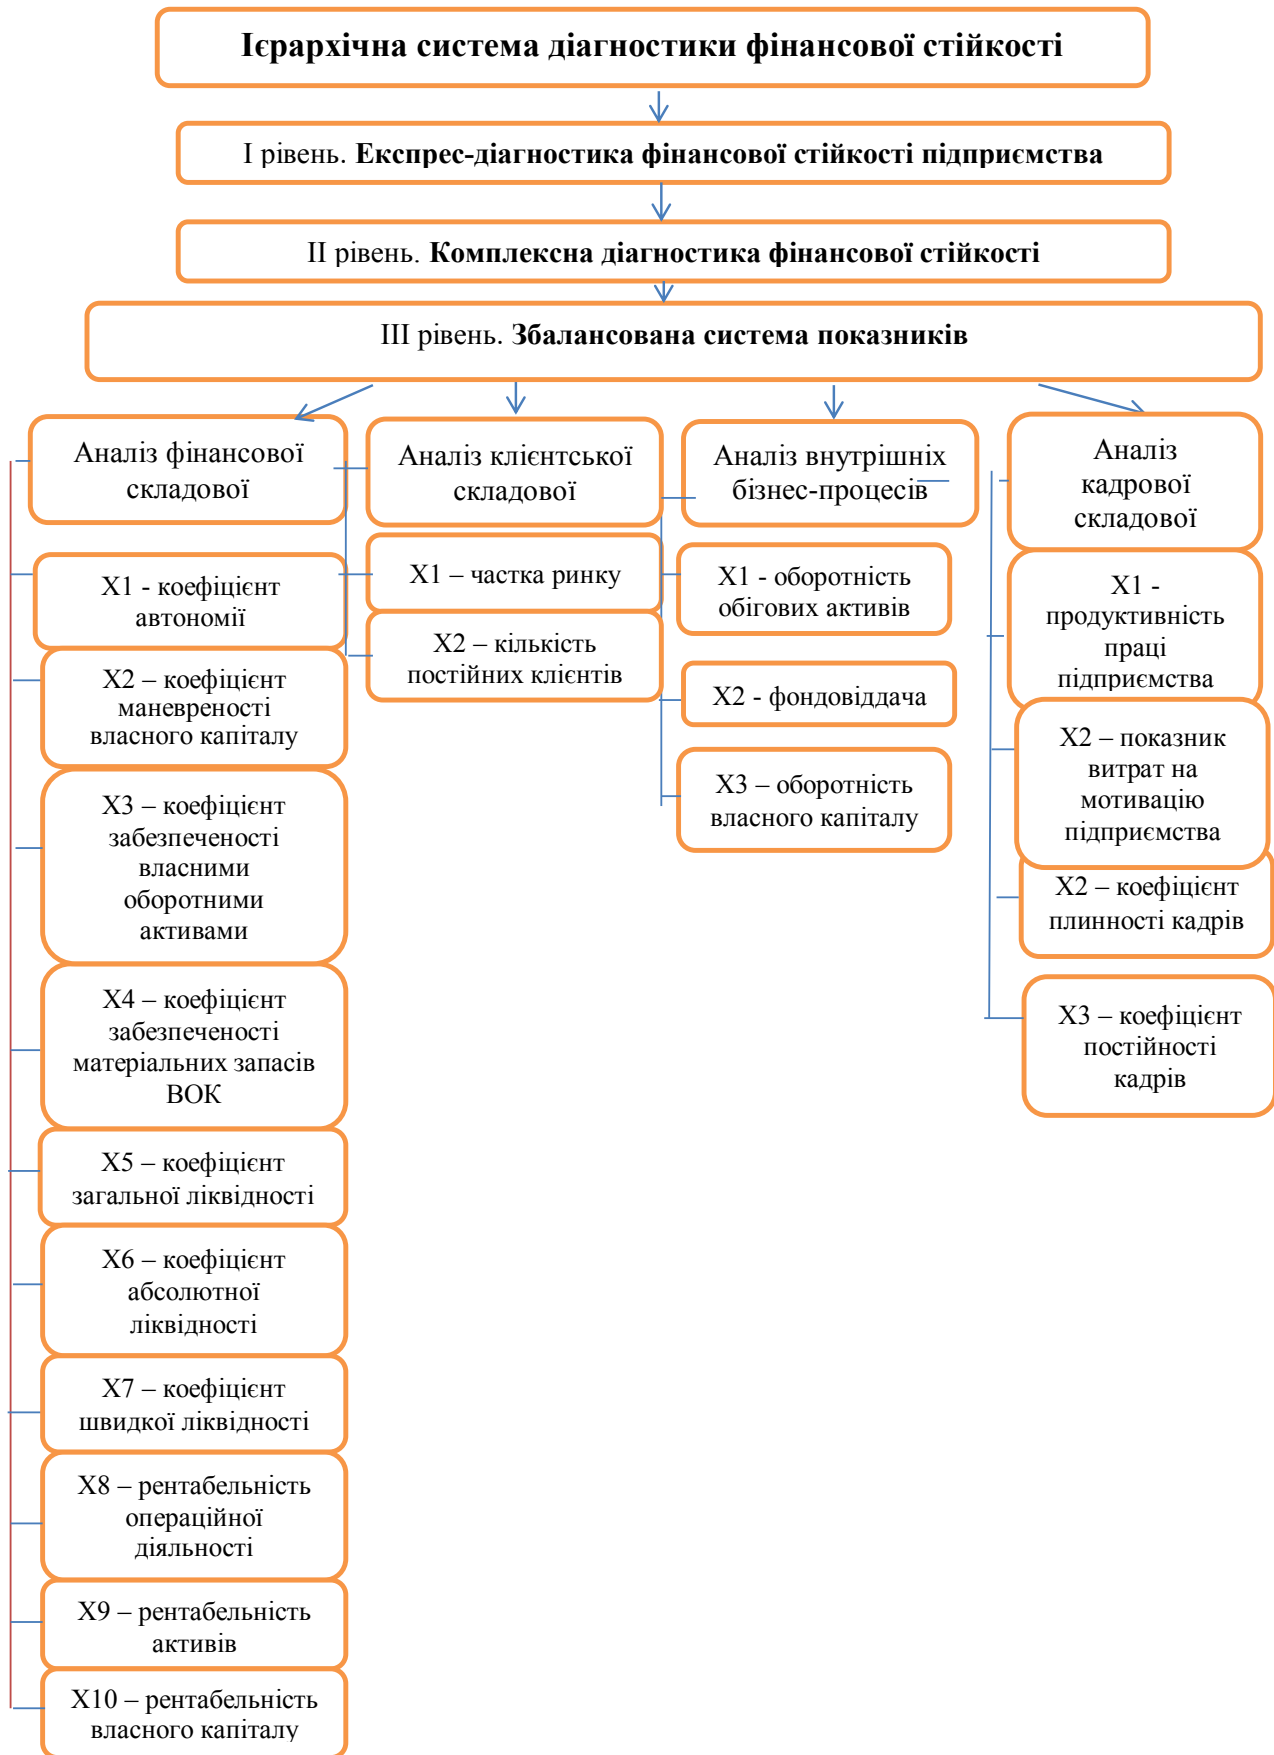 Ієрархічна система діагностики фінансової стійкості
І рівень. Експрес-діагностика фінансової стійкості підприємства
ІІ рівень. Комплексна діагностика фінансової стійкості
ІІІ рівень. Збалансована система показників
Аналіз фінансової
складової
Х1 - коефіцієнт
автономії
Х2 – коефіцієнт
маневреності
власного капіталу
Х3 – коефіцієнт
забезпеченості
власними
оборотними
активами
Х4 – коефіцієнт
забезпеченості
матеріальних запасів
ВОК
Х5 – коефіцієнт
загальної ліквідності
Х6 – коефіцієнт
абсолютної
ліквідності
Х7 – коефіцієнт
швидкої ліквідності
Х8 – рентабельність
операційної
діяльності
Х9 – рентабельність
активів
Х10 – рентабельність
власного капіталу
Аналіз клієнтської
складової
Х1 – частка ринку
Х2 – кількість
постійних клієнтів
Аналіз внутрішніх
бізнес-процесів
Х1 - оборотність
обігових активів
Х2 - фондовіддача
Х3 – оборотність
власного капіталу
Аналіз
кадрової
складової
Х1 -
продуктивність
праці
підприємства
Х2 – показник
витрат на
мотивацію
підприємства
Х2 – коефіцієнт
плинності кадрів
Х3 – коефіцієнт
постійності
кадрів